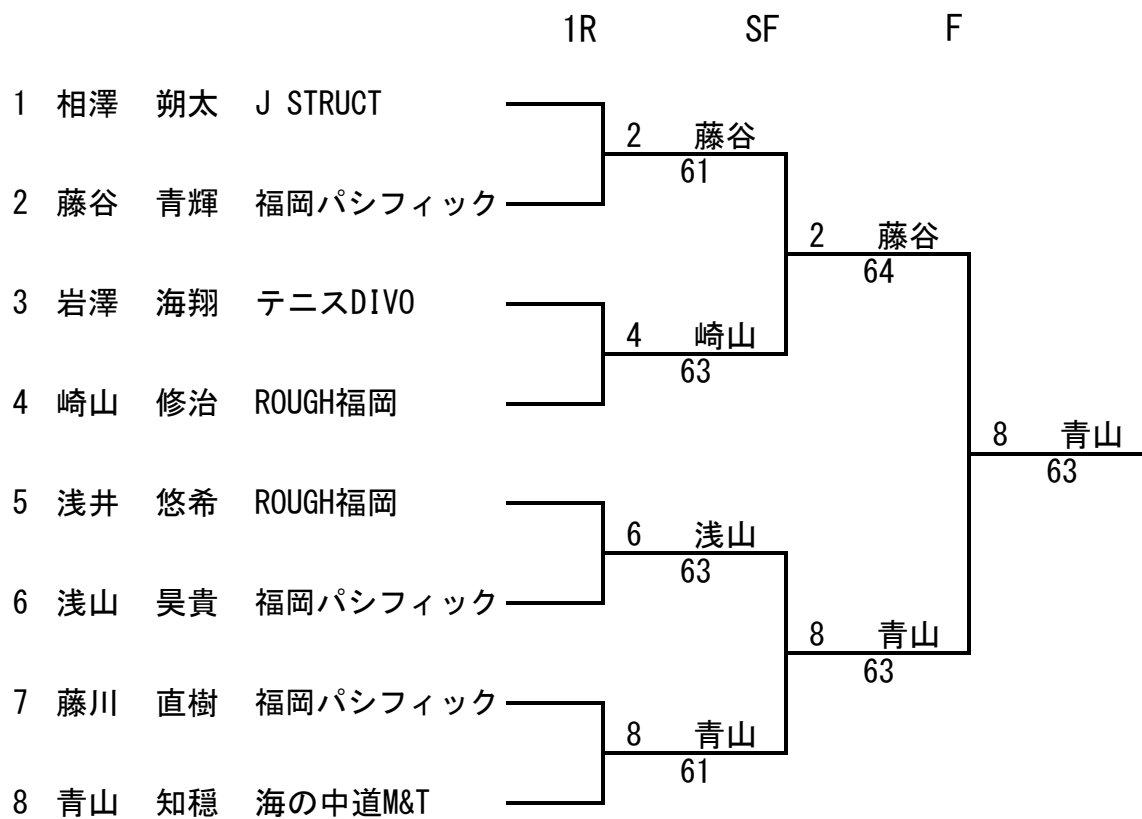 1R SF F
1 相澤 朔太 J STRUCT
2 藤谷
61
2 藤谷 青輝 福岡パシフィック
2 藤谷
64
3 岩澤 海翔 テニスDIVO
4 崎山
63
4 崎山 修治 ROUGH福岡
8 青山
63
5 浅井 悠希 ROUGH福岡
6 浅山
63
6 浅山 昊貴 福岡パシフィック
8 青山
63
7 藤川 直樹 福岡パシフィック
8 青山
61
8 青山 知穏 海の中道M&T